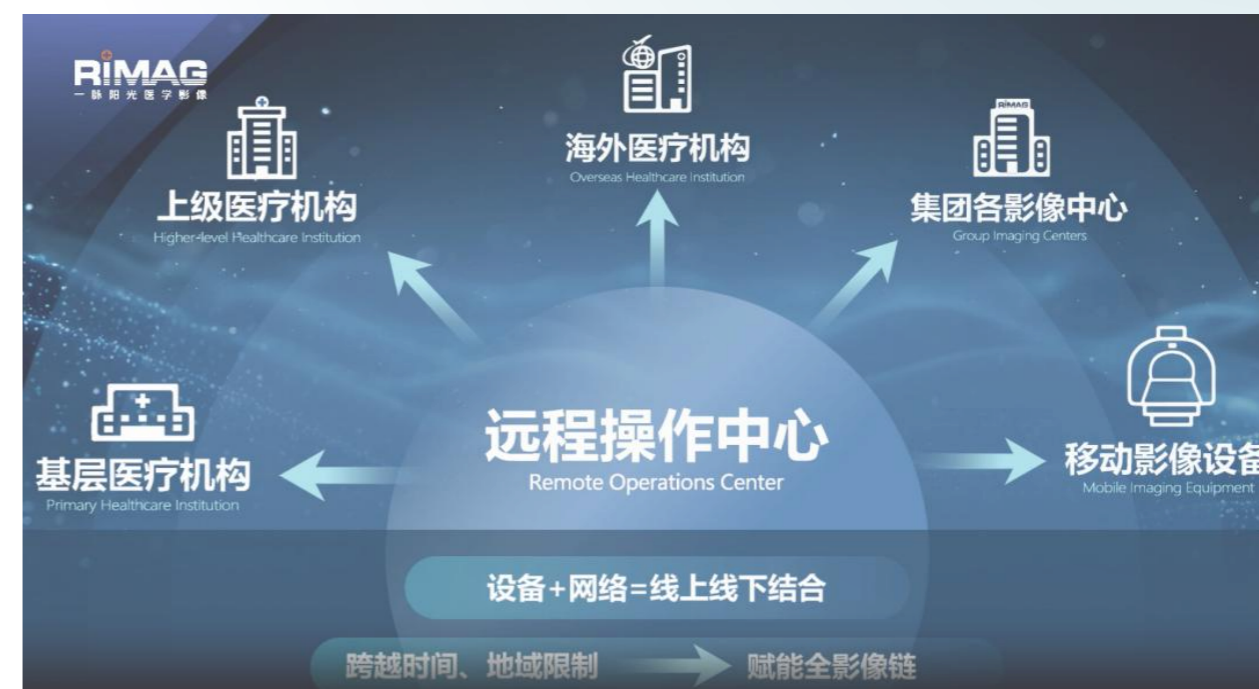 RIMAG
一脉阳光医学影像
海外医疗机构
Overseas Healthcare Institution
RIMAG
上级医疗机构
Higher-level Healthcare Institution
集团各影像中心
Group Imaging Centers
基层医疗机构
Primary Healthcare Institution
远程操作中心
Remote Operations Center
移动影像设备
Mobile Imaging Equipment
设备+网络=线上线下结合
跨越时间、地域限制
赋能全影像链